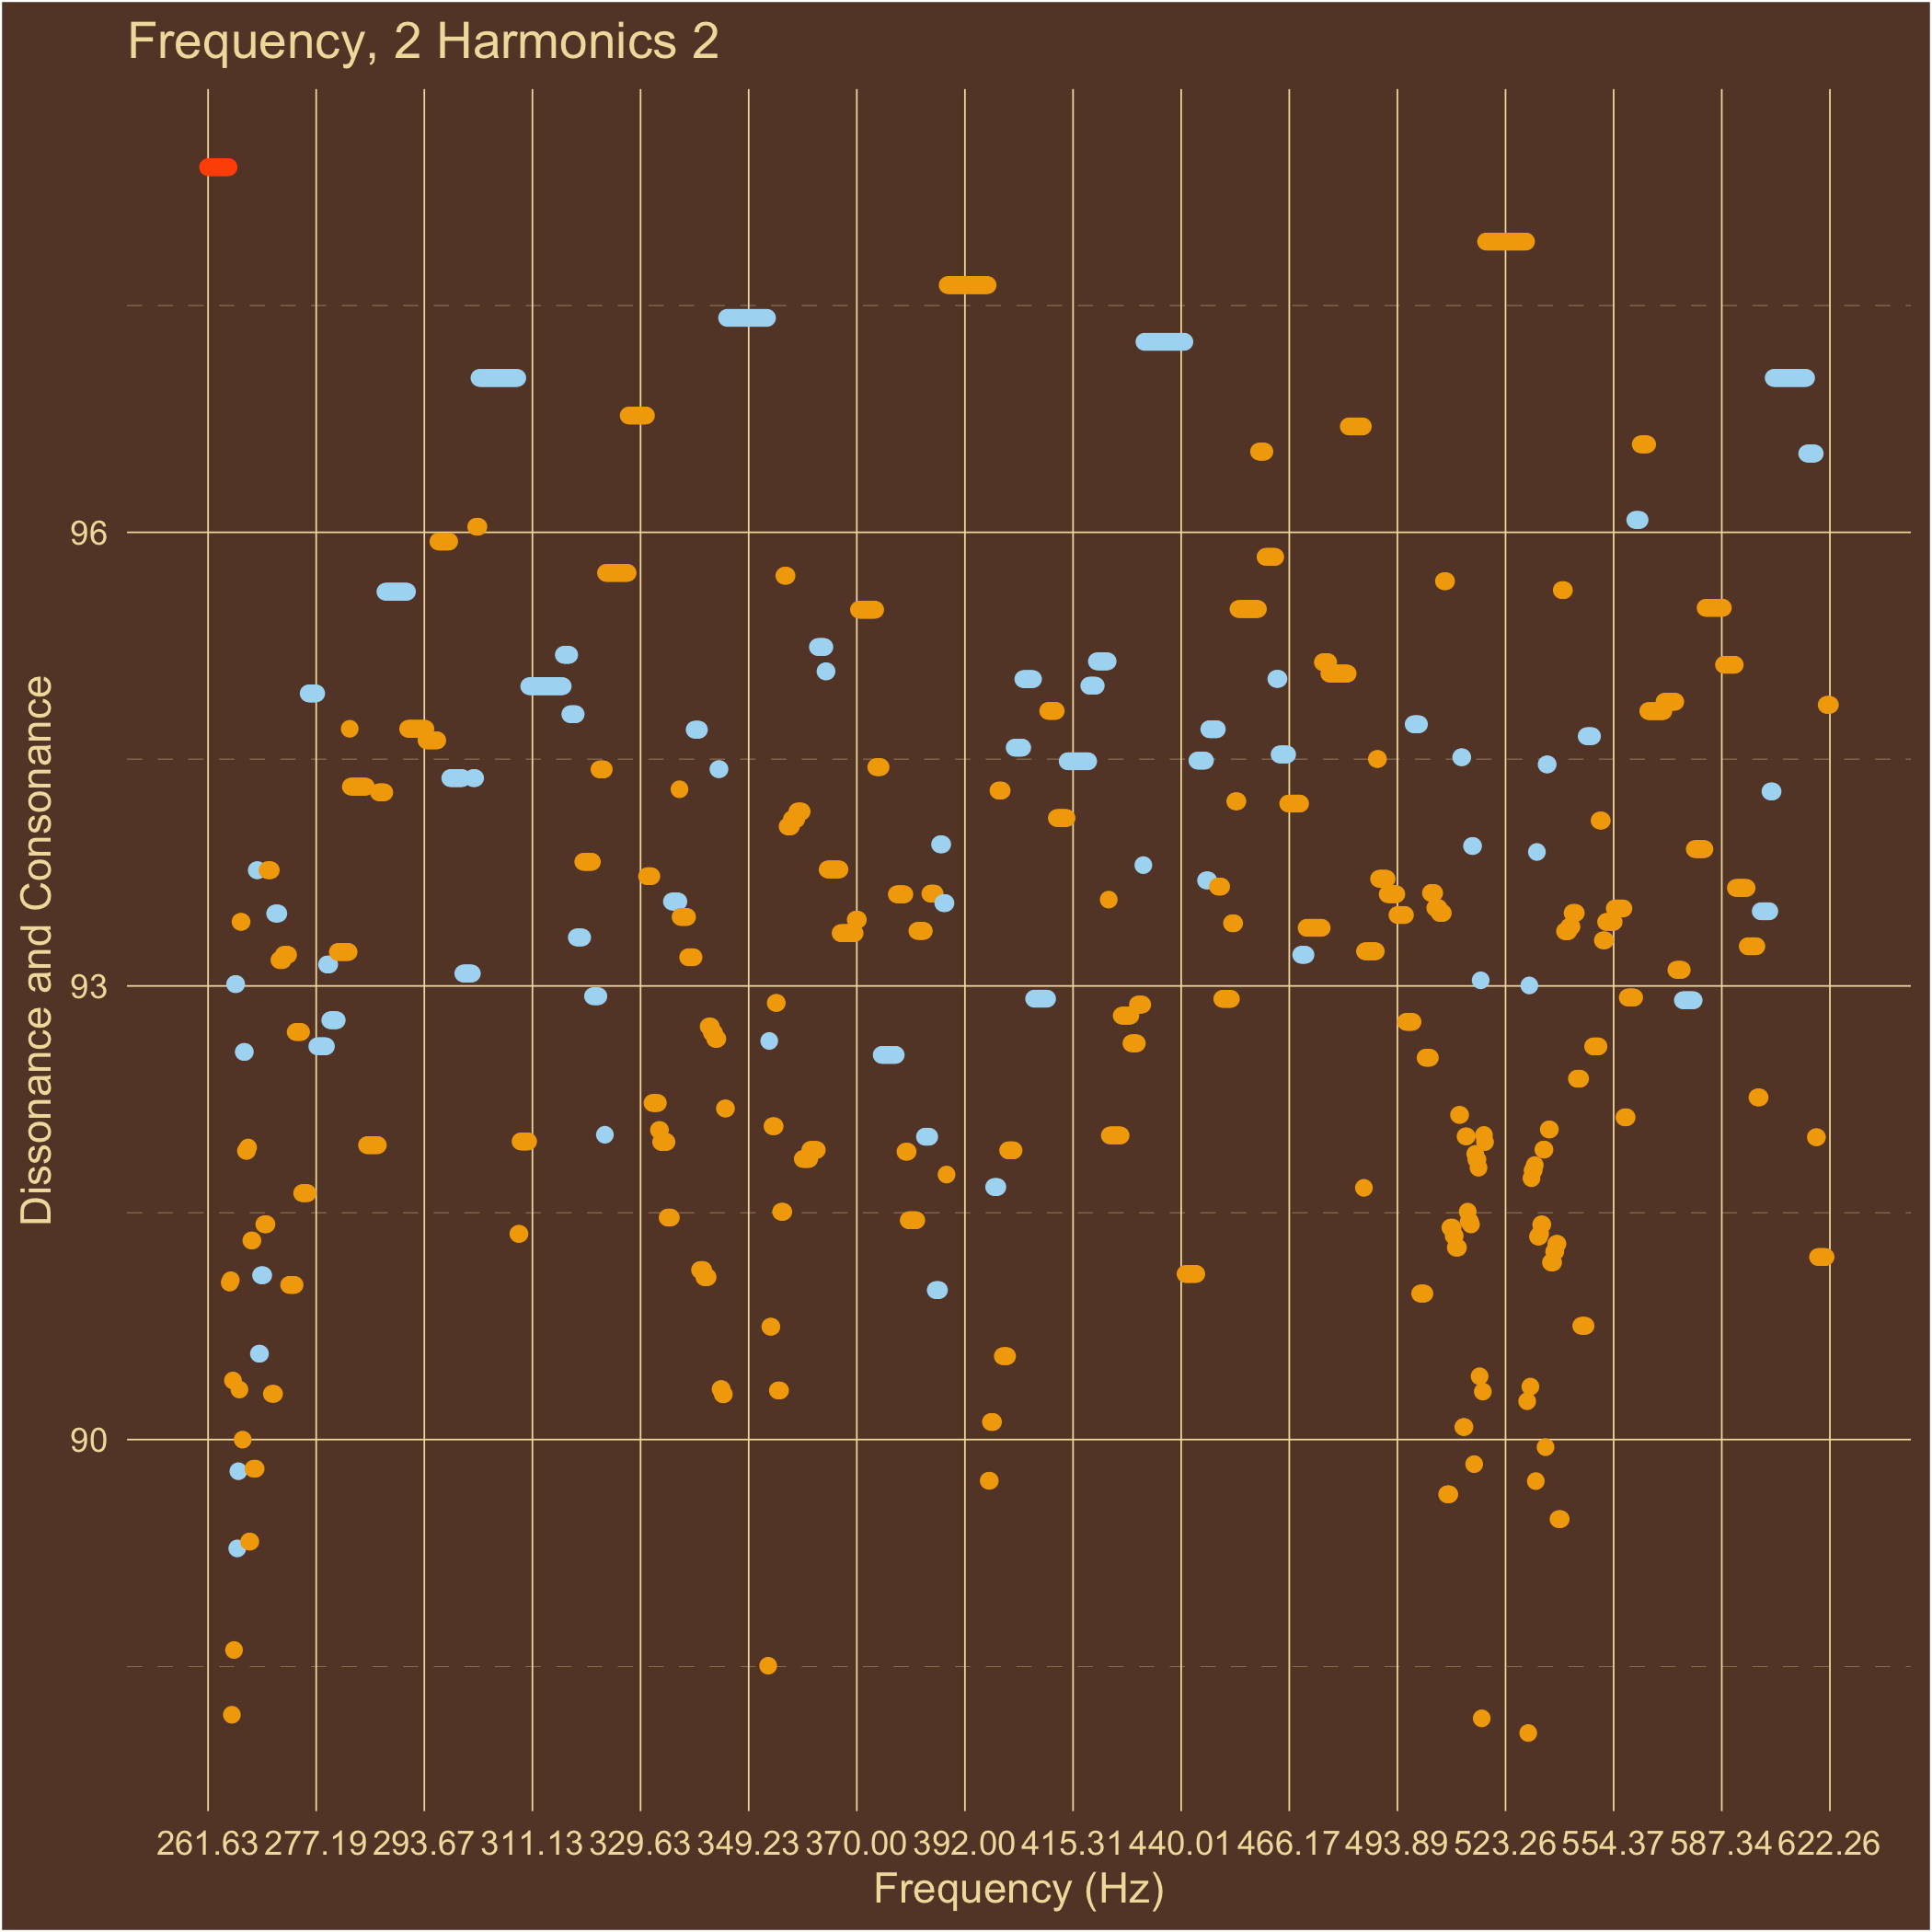 Frequency, 2 Harmonics 2
96
93
90
Dissonance and Consonance
261.63 277.19 293.67 311.13 329.63 349.23 370.00 392.00 415.31 440.01 466.17 493.89 523.26 554.37 587.34 622.26
Frequency (Hz)